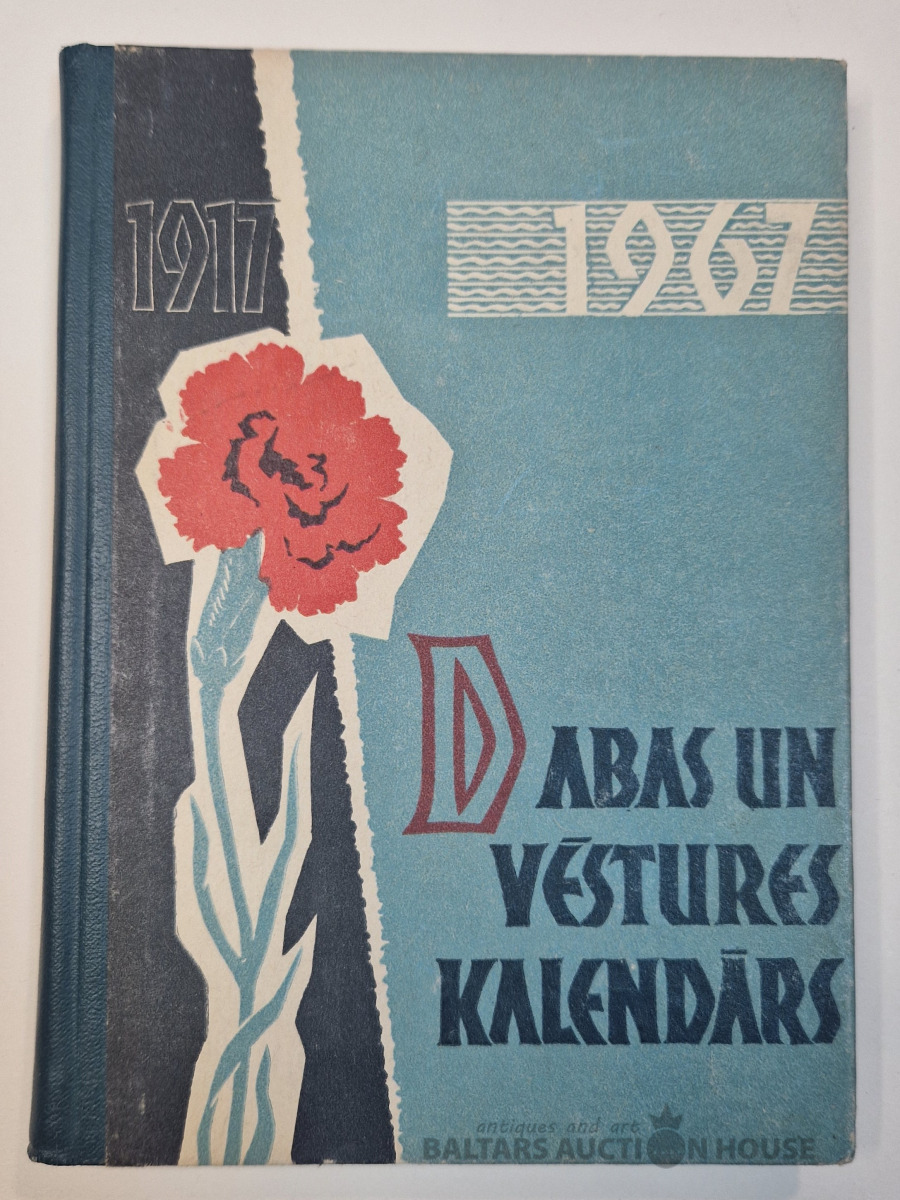 1917
1967
DABAS UN
VĒSTURES
KALENDĀRS
antiques and art
BALTARS AUCTION HOUSE